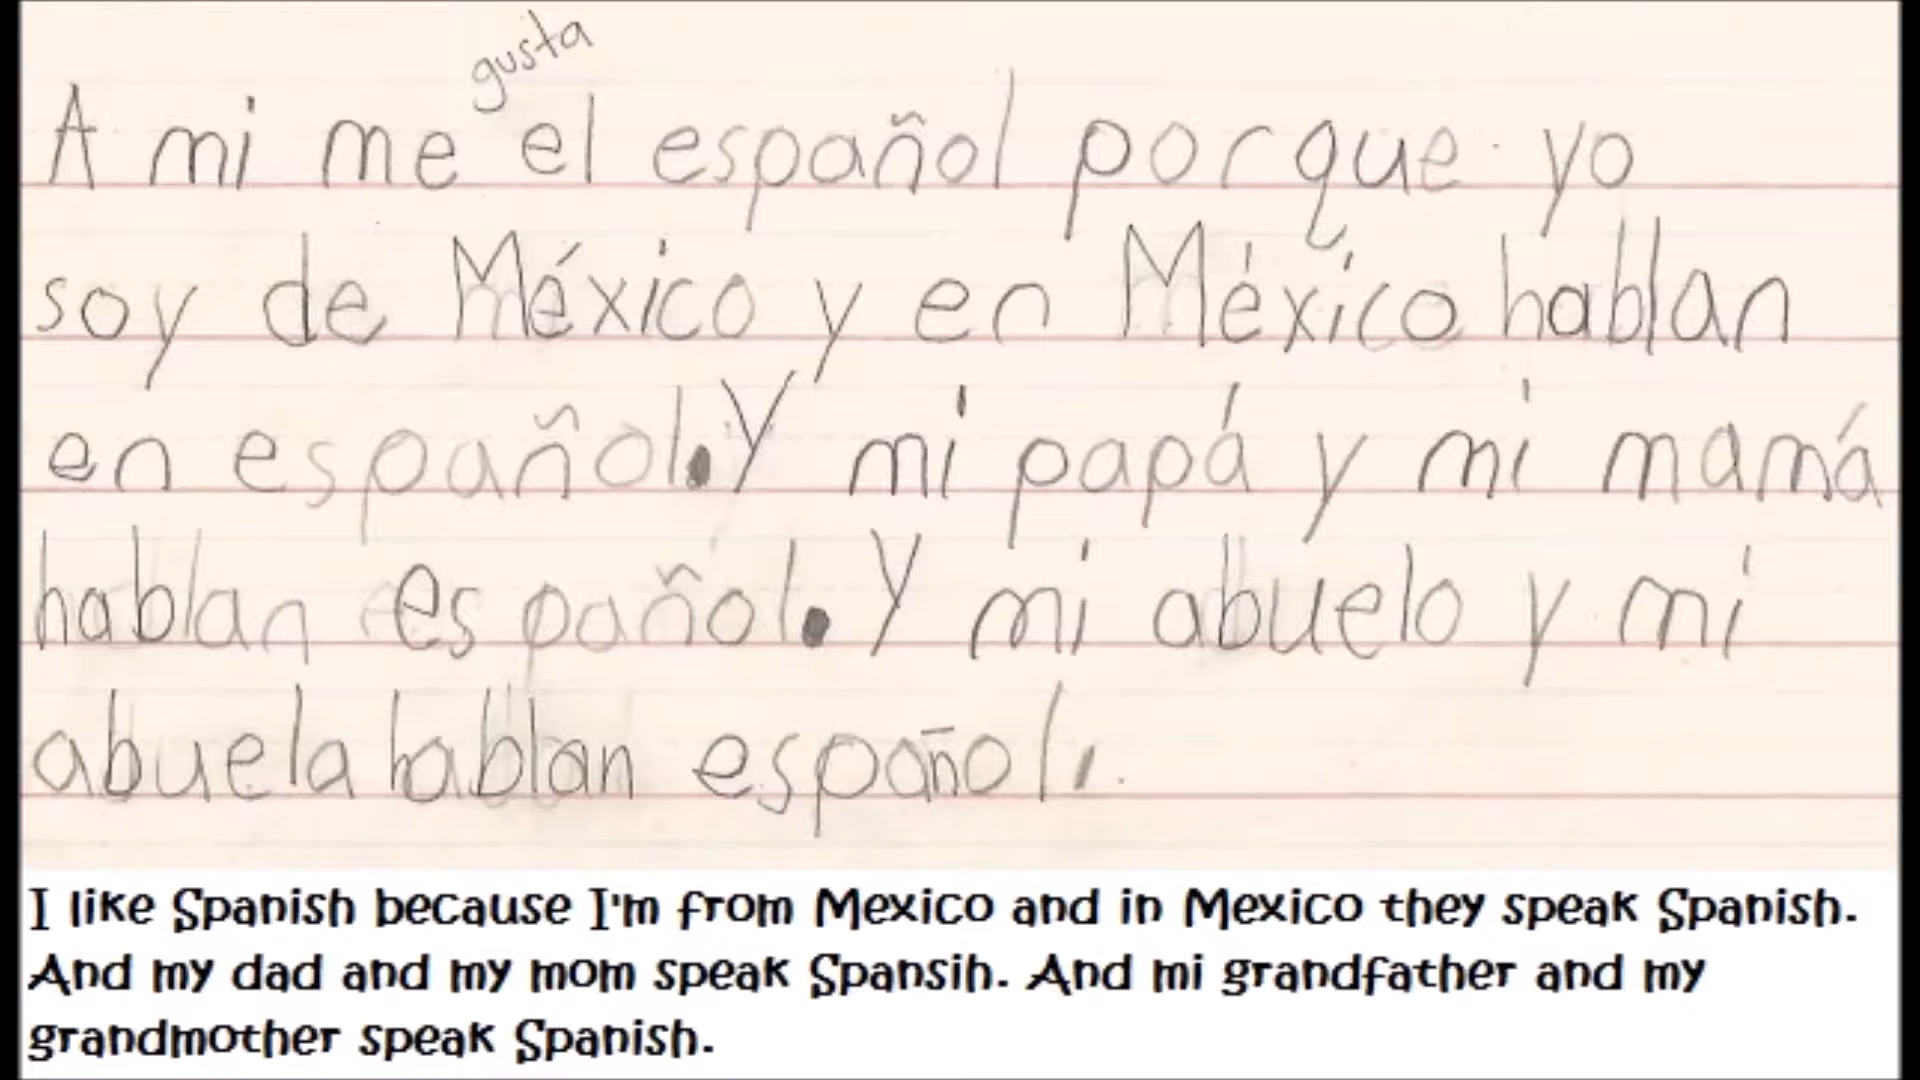 gusta
A mi me el español porque yo
soy de México y en México hablan
en español. Y mi papá y mi mamá
hablan español. Y mi abuelo y mi
abuela hablan español.
I like Spanish because I'm from Mexico and in Mexico they speak Spanish.
And my dad and my mom speak Spansih. And mi grandfather and my
grandmother speak Spanish.